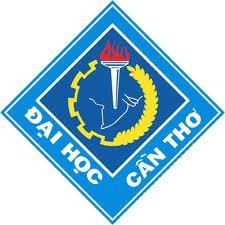 ĐẠI HỌC
CẦN THƠ